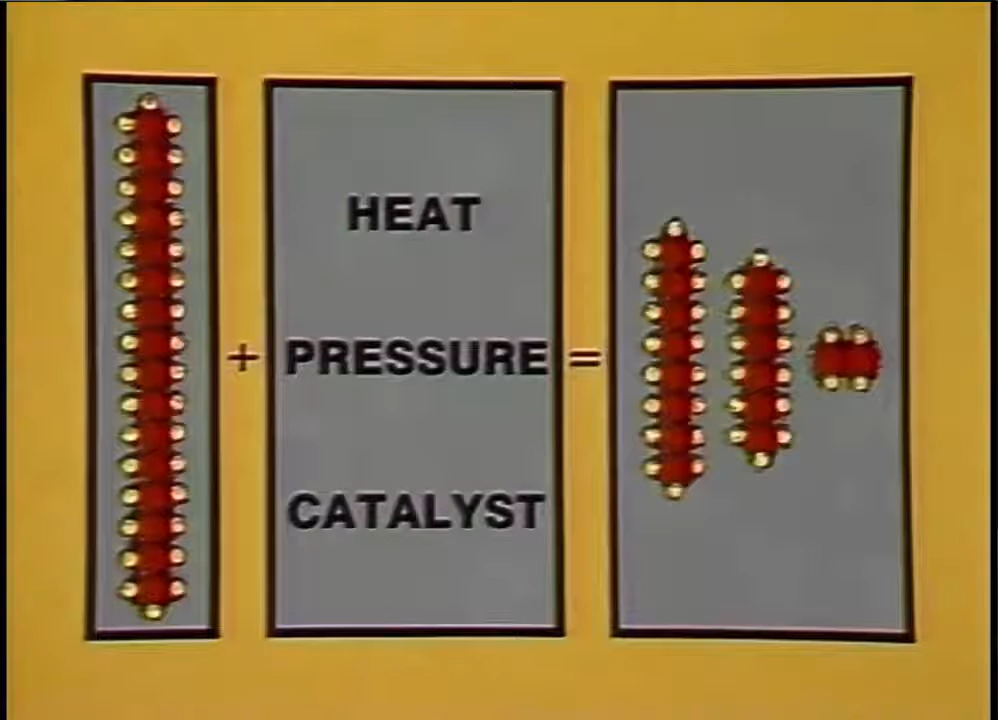 HEAT
+ PRESSURE =
CATALYST